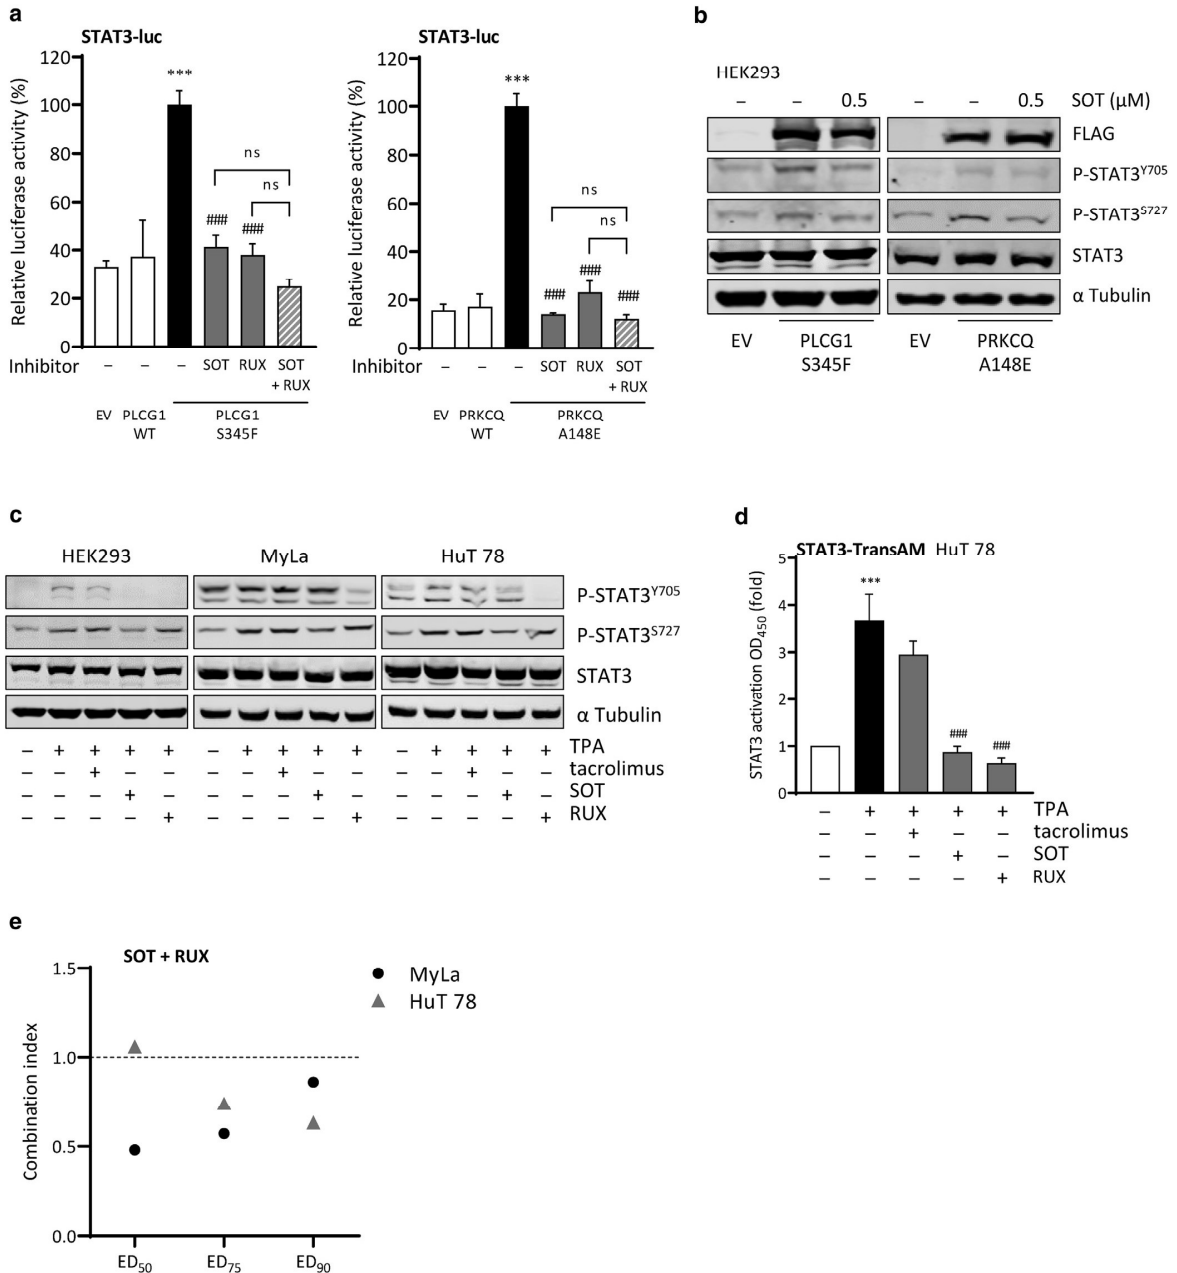 a
STAT3-luc
Relative luciferase activity (%)
120
100
80
60
40
20
0
***
###
###
ns
ns
Inhibitor – – – SOT RUX SOT
+ RUX
EV PLCG1 PLCG1
WT S345F
STAT3-luc
Relative luciferase activity (%)
120
100
80
60
40
20
0
***
###
###
###
ns
ns
– – – SOT RUX SOT
+ RUX
EV PRKCQ PRKCQ
WT A148E
b
HEK293
– – 0.5 – – 0.5 SOT (µM)
FLAG
P-STAT3Y705
P-STAT3S727
STAT3
α Tubulin
EV PLCG1 EV PRKCQ
S345F A148E
c
HEK293 MyLa HuT 78
P-STAT3Y705
P-STAT3S727
STAT3
α Tubulin
– + + + + – + + + + – + + + + TPA
– – + – – – – + – – – – + – – tacrolimus
– – – + – – – – + – – – – + – SOT
– – – – + – – – – + – – – – + RUX
d
STAT3-TransAM HuT 78
STAT3 activation OD450 (fold)
5
4
3
2
1
0
***
###
###
– + + + + TPA
– – + – – tacrolimus
– – – + – SOT
– – – – + RUX
e
SOT + RUX
Combination index
1.5
1.0
0.5
0.0
ED50 ED75 ED90
MyLa
HuT 78